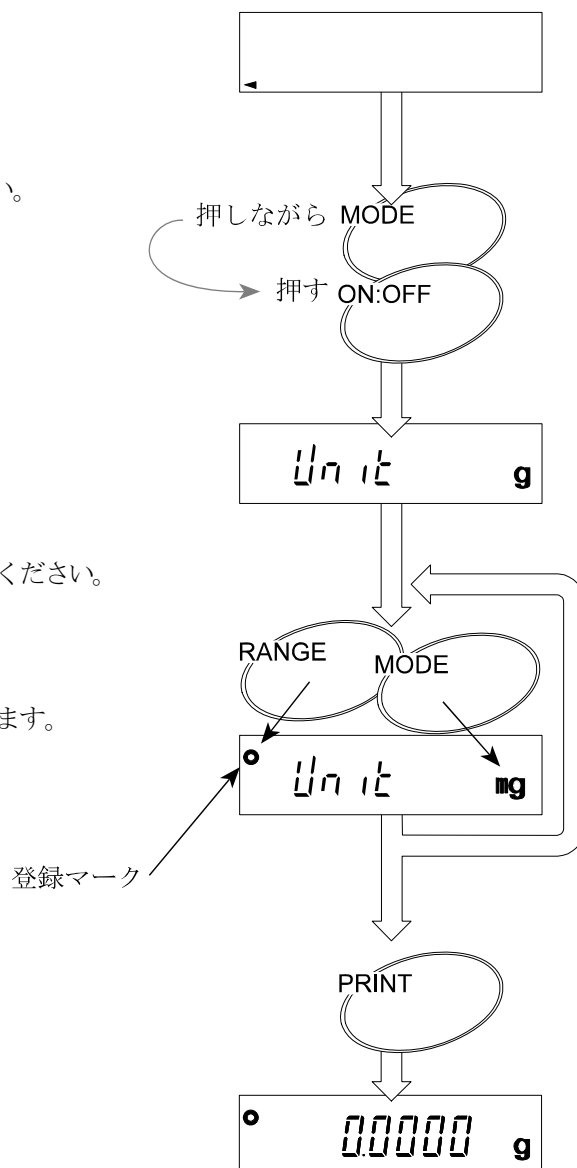 い。
押しながら MODE
押す ON:OFF
Unit g
ください。
RANGE MODE
ます。
Unit mg
登録マーク
PRINT
0.0000 g